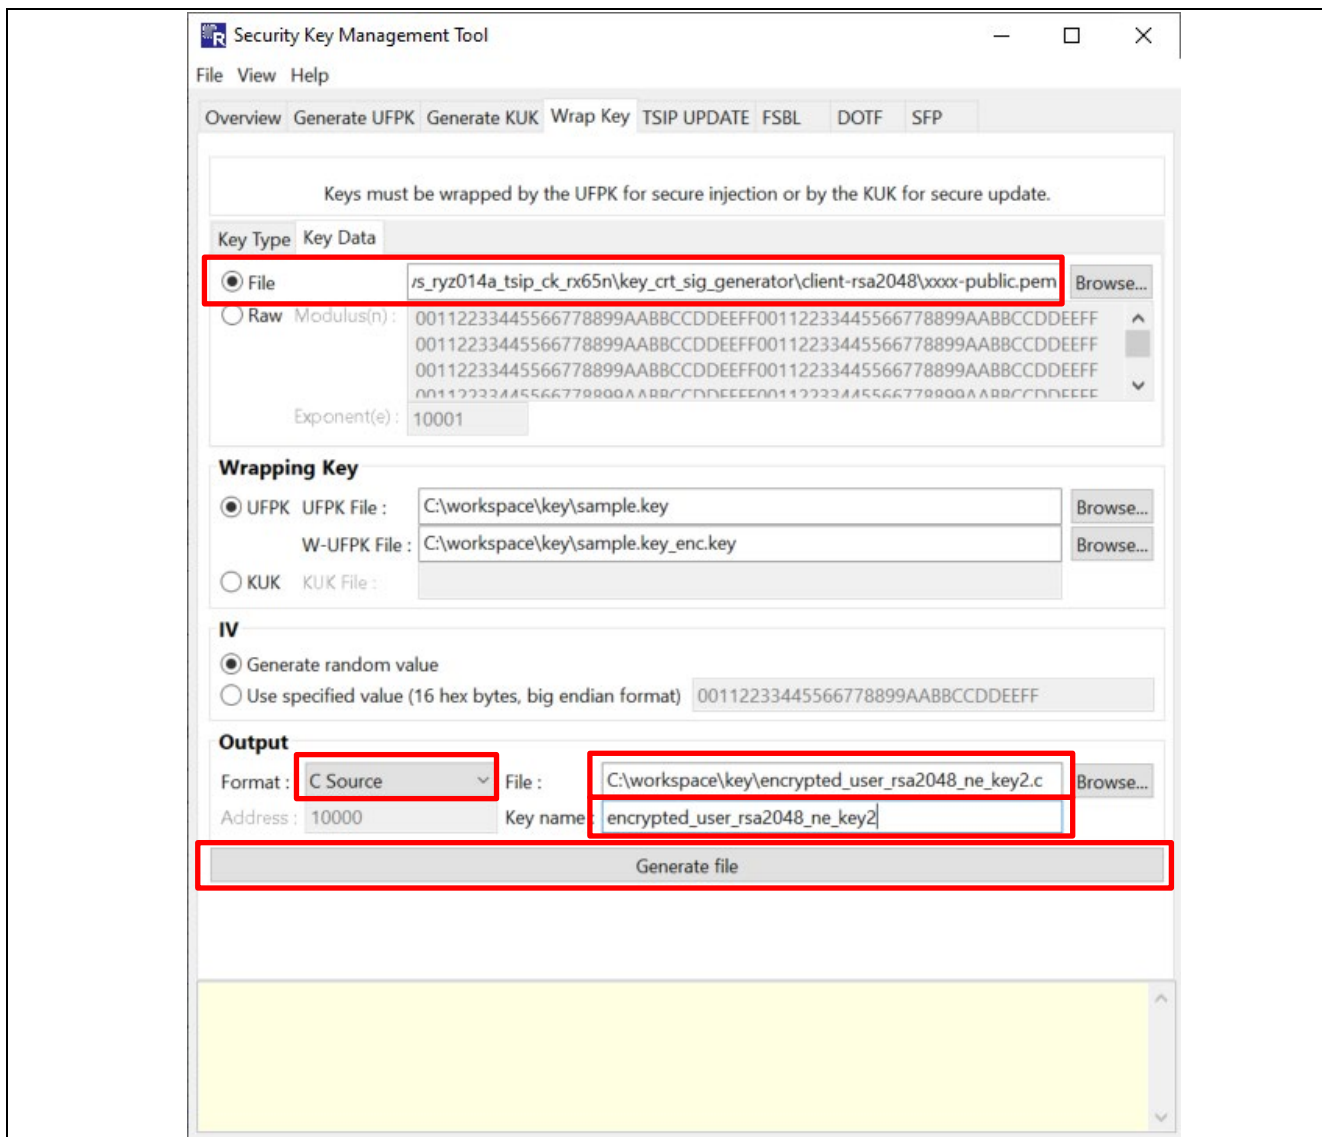 Security Key Management Tool
File View Help
Overview Generate UFPK Generate KUK Wrap Key TSIP UPDATE FSBL DOTF SFP
Keys must be wrapped by the UFPK for secure injection or by the KUK for secure update.
Key Type Key Data
File /s_ryz014a_tsip_ck_rx65n\key_crt_sig_generator\client-rsa2048\xxxx-public.pem Browse...
Raw Modulus(n) : 00112233445566778899AABBCCDDEEFF00112233445566778899AABBCCDDEEFF
00112233445566778899AABBCCDDEEFF00112233445566778899AABBCCDDEEFF
00112233445566778899AABBCCDDEEFF00112233445566778899AABBCCDDEEFF
00112233445566778899AABBCCDDEEFF00112233445566778899AABBCCDDEEFF
Exponent(e) : 10001
Wrapping Key
UFPK UFPK File : C:\workspace\key\sample.key Browse...
W-UFPK File : C:\workspace\key\sample.key_enc.key Browse...
KUK KUK File :
IV
Generate random value
Use specified value (16 hex bytes, big endian format) 00112233445566778899AABBCCDDEEFF
Output
Format : C Source File : C:\workspace\key\encrypted_user_rsa2048_ne_key2.c Browse...
Address : 10000 Key name : encrypted_user_rsa2048_ne_key2
Generate file